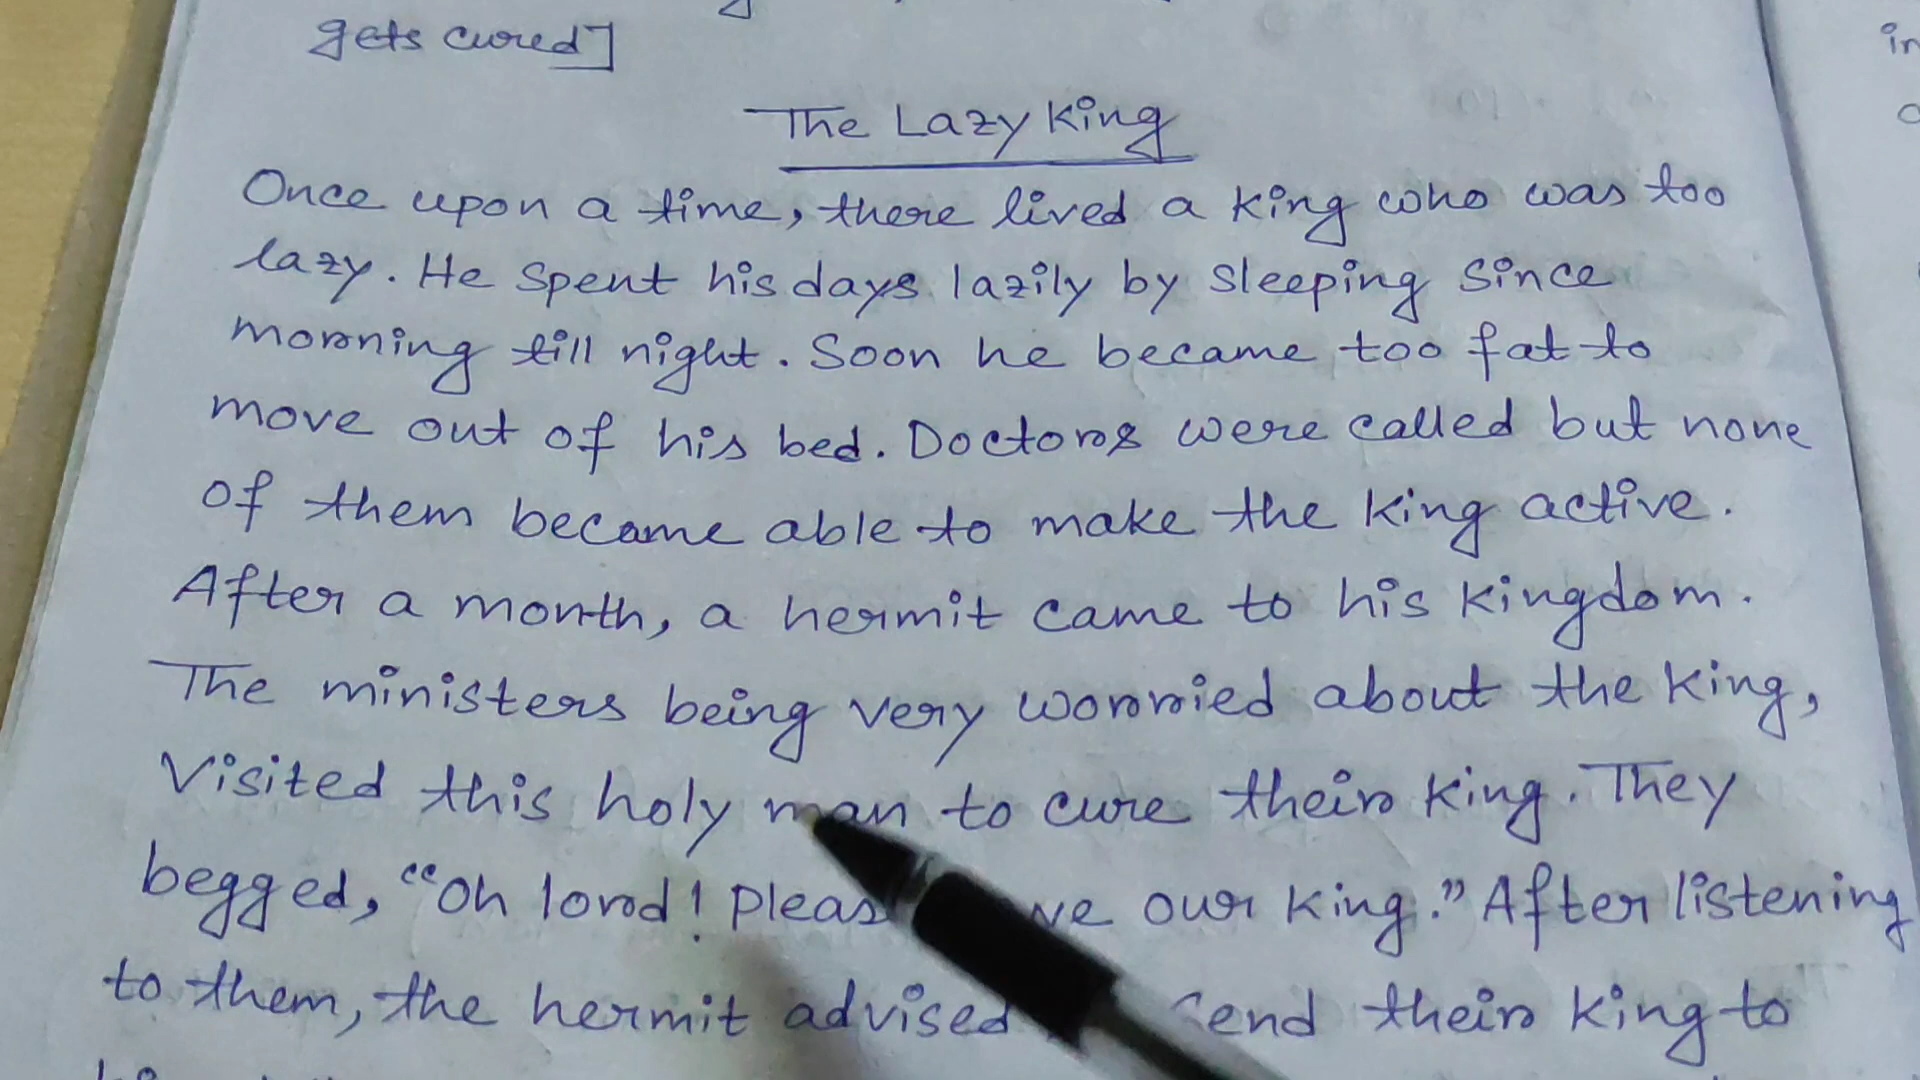 gets cured]
The Lazy King
Once upon a time, there lived a king who was too
lazy. He spent his days lazily by sleeping since
morning till night. Soon he became too fat to
move out of his bed. Doctors were called but none
of them became able to make the king active.
After a month, a hermit came to his kingdom.
The ministers being very worried about the king,
Visited this holy man to cure their king. They
begged, "Oh lord! Pleas ve our king." After listening
to them, the hermit advised end their king to
in